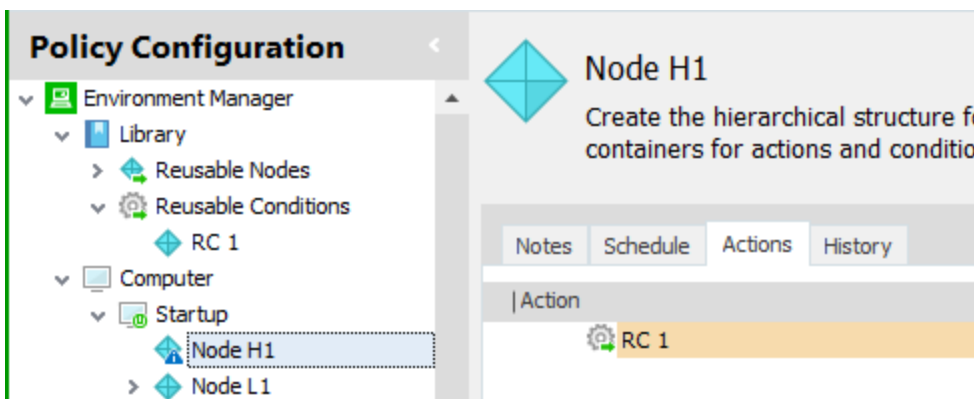 Policy Configuration
Environment Manager
Library
Reusable Nodes
Reusable Conditions
RC 1
Computer
Startup
Node H1
Node L1
Node H1
Create the hierarchical structure f
containers for actions and conditio
Notes Schedule Actions History
Action
RC 1